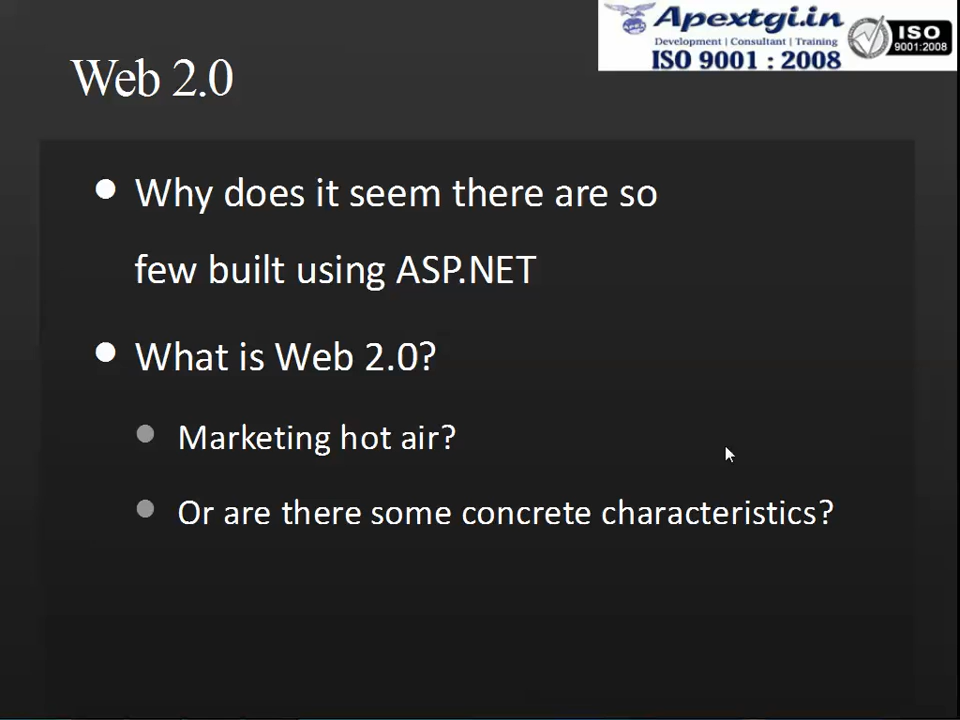 Apextgi.in
Development | Consultant | Training
ISO 9001 : 2008
ISO
9001:2008
Web 2.0
Why does it seem there are so
few built using ASP.NET
What is Web 2.0?
Marketing hot air?
Or are there some concrete characteristics?